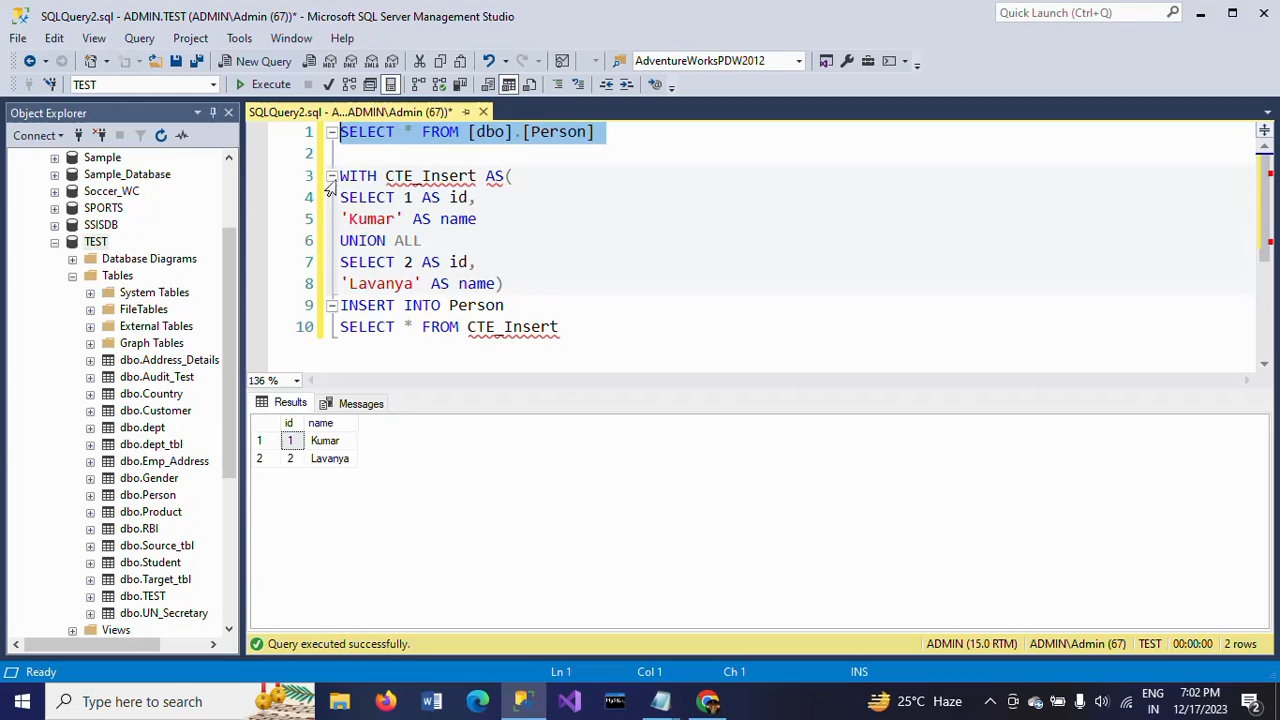 SQLQuery2.sql - ADMIN.TEST (ADMIN\Admin (67))* - Microsoft SQL Server Management Studio
Quick Launch (Ctrl+Q)
File Edit View Query Project Tools Window Help
New Query
MDX DMX XMLA DAX
AdventureWorksPDW2012
TEST
Execute
Object Explorer
SQLQuery2.sql - A...ADMIN\Admin (67))*
Connect
Sample
Sample_Database
Soccer_WC
SPORTS
SSISDB
TEST
Database Diagrams
Tables
System Tables
FileTables
External Tables
Graph Tables
dbo.Address_Details
dbo.Audit_Test
dbo.Country
dbo.Customer
dbo.dept
dbo.dept_tbl
dbo.Emp_Address
dbo.Gender
dbo.Person
dbo.Product
dbo.RBI
dbo.Source_tbl
dbo.Student
dbo.Target_tbl
dbo.TEST
dbo.UN_Secretary
Views
1 SELECT * FROM [dbo].[Person]
2
3 WITH CTE_Insert AS(
4 SELECT 1 AS id,
5 'Kumar' AS name
6 UNION ALL
7 SELECT 2 AS id,
8 'Lavanya' AS name)
9 INSERT INTO Person
10 SELECT * FROM CTE_Insert
136 %
Results Messages
id name
1 1 Kumar
2 2 Lavanya
Query executed successfully.
ADMIN (15.0 RTM) ADMIN\Admin (67) TEST 00:00:00 2 rows
Ready Ln 1 Col 1 Ch 1 INS
Type here to search
25°C Haze
ENG
IN
7:02 PM
12/17/2023
2